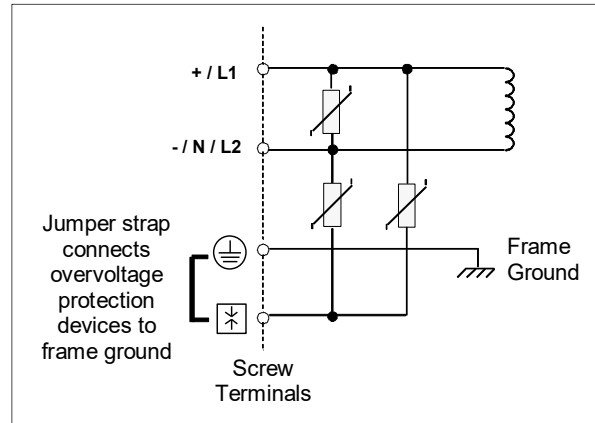 + / L1
- / N / L2
Jumper strap
connects
overvoltage
protection
devices to
frame ground
Frame
Ground
Screw
Terminals